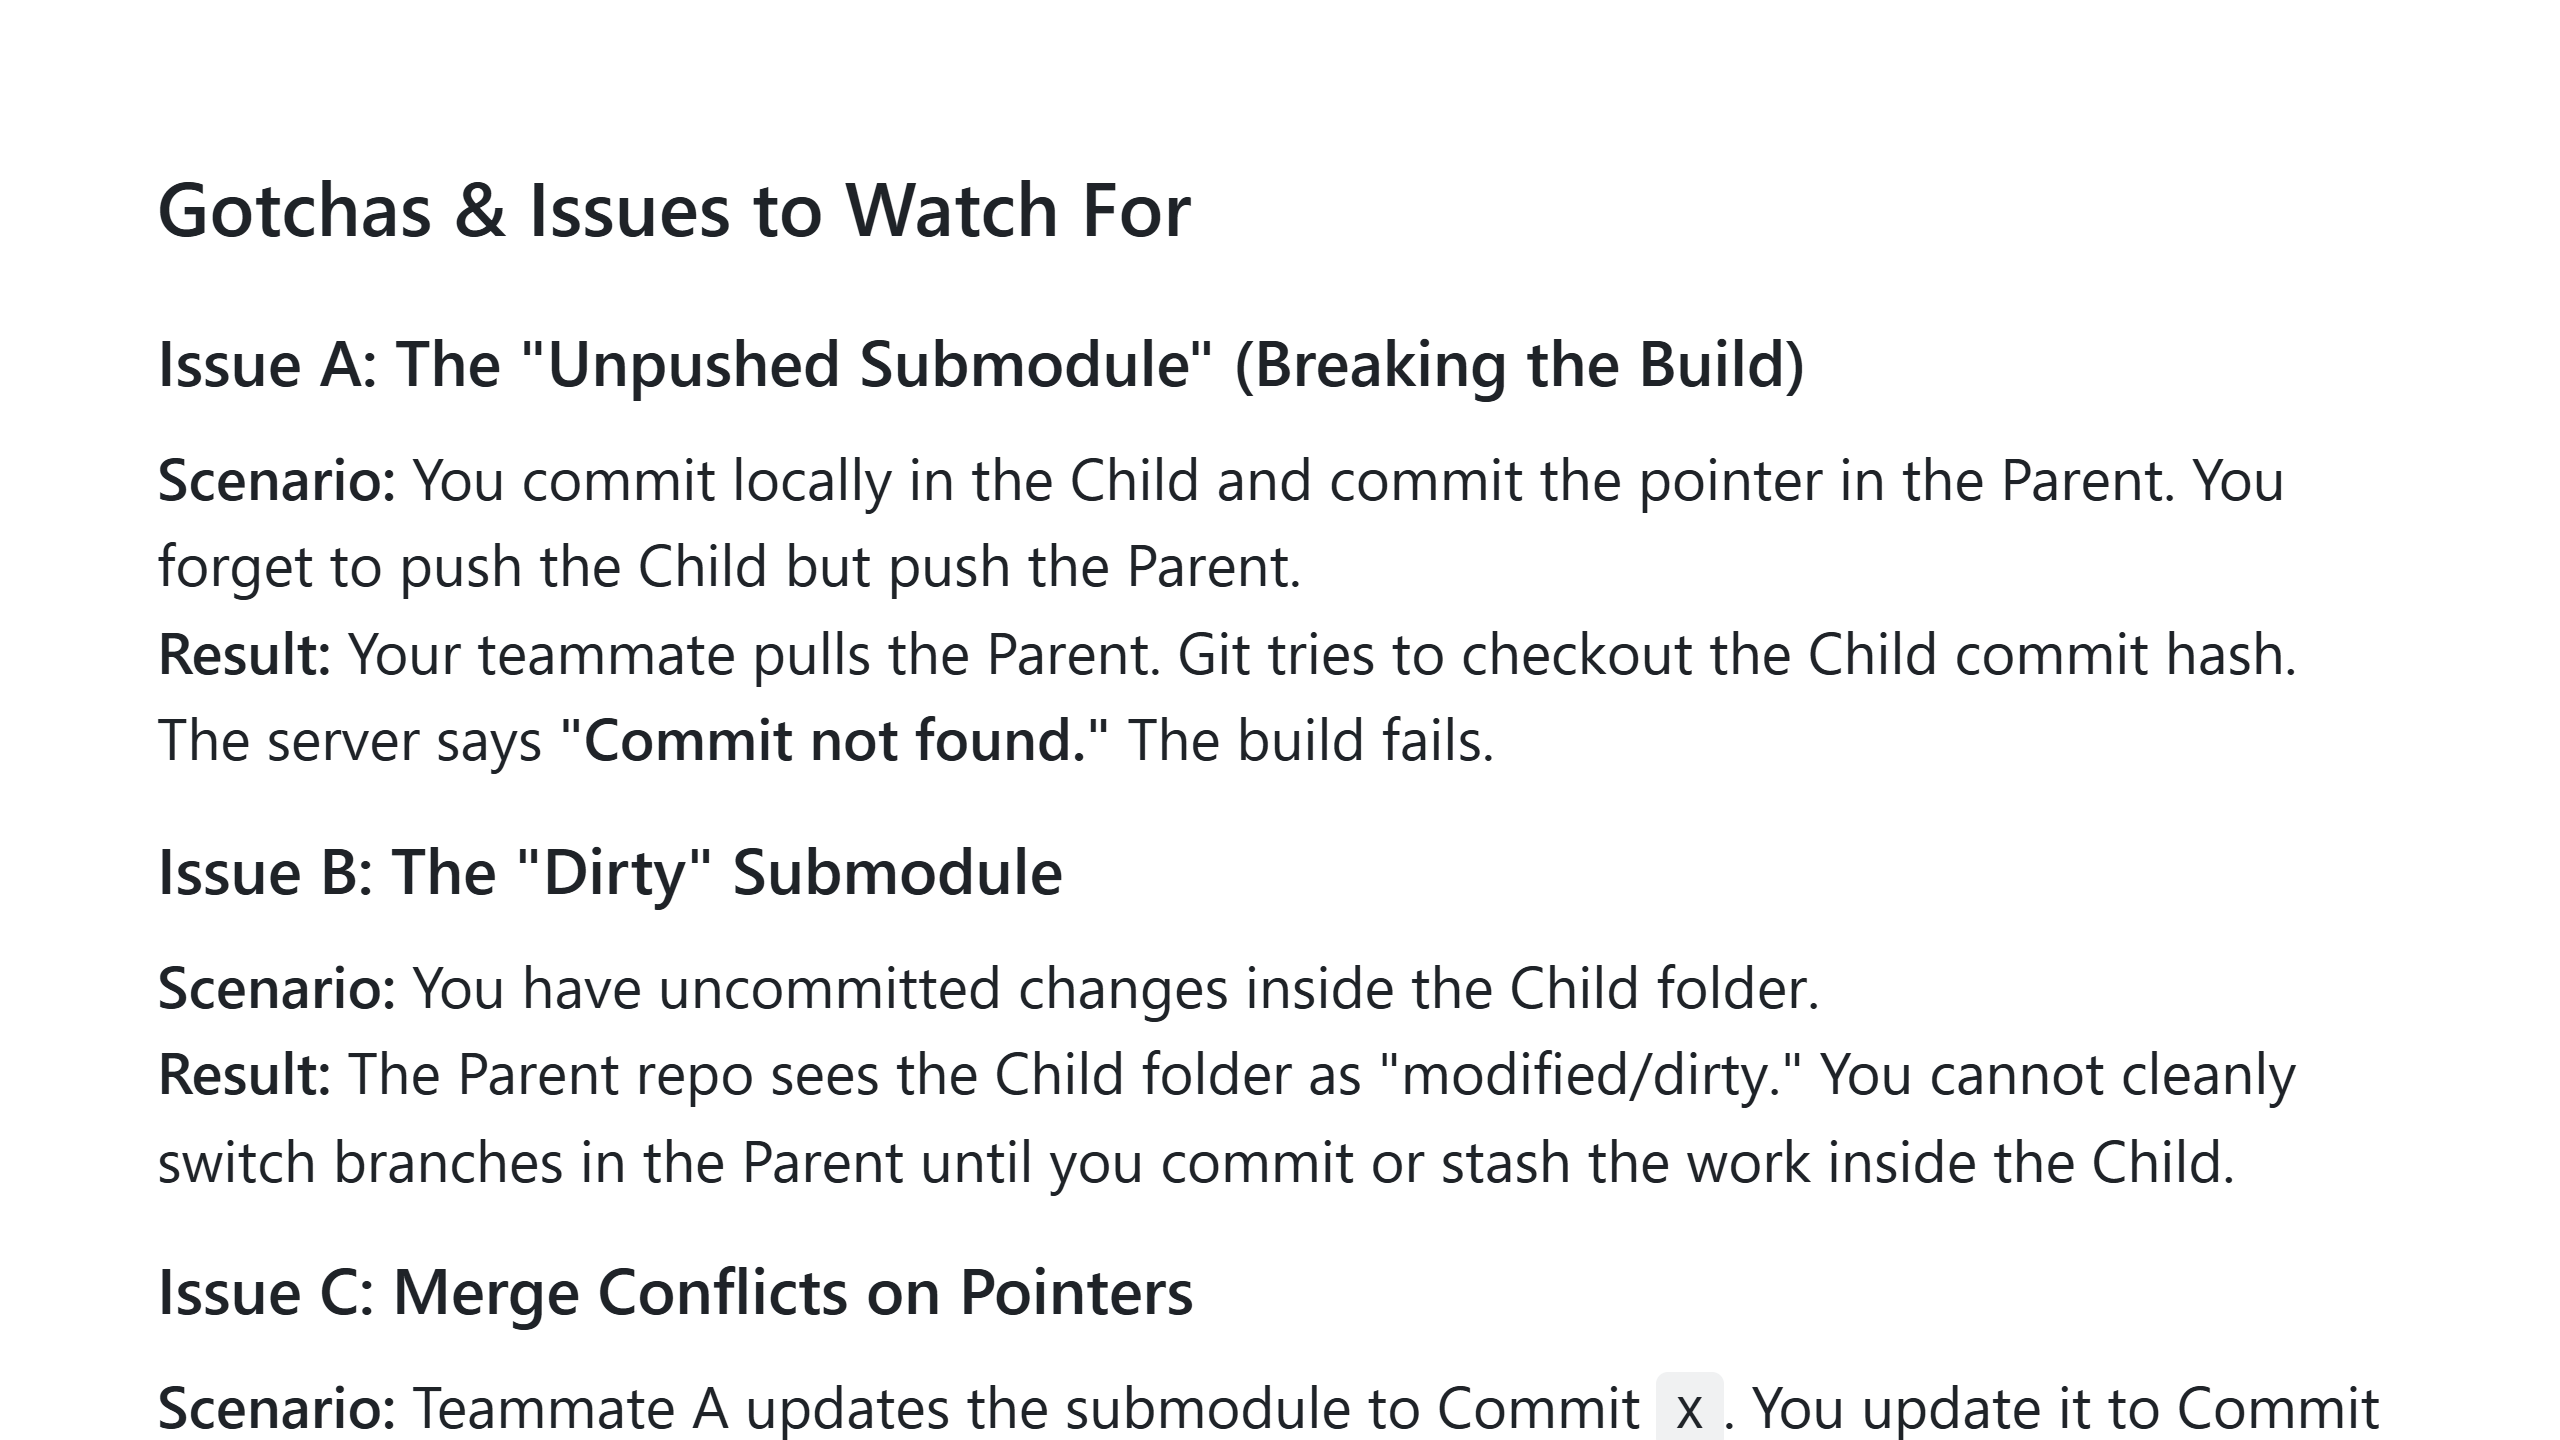 Gotchas & Issues to Watch For
Issue A: The "Unpushed Submodule" (Breaking the Build)
Scenario: You commit locally in the Child and commit the pointer in the Parent. You
forget to push the Child but push the Parent.
Result: Your teammate pulls the Parent. Git tries to checkout the Child commit hash.
The server says "Commit not found." The build fails.
Issue B: The "Dirty" Submodule
Scenario: You have uncommitted changes inside the Child folder.
Result: The Parent repo sees the Child folder as "modified/dirty." You cannot cleanly
switch branches in the Parent until you commit or stash the work inside the Child.
Issue C: Merge Conflicts on Pointers
Scenario: Teammate A updates the submodule to Commit X. You update it to Commit